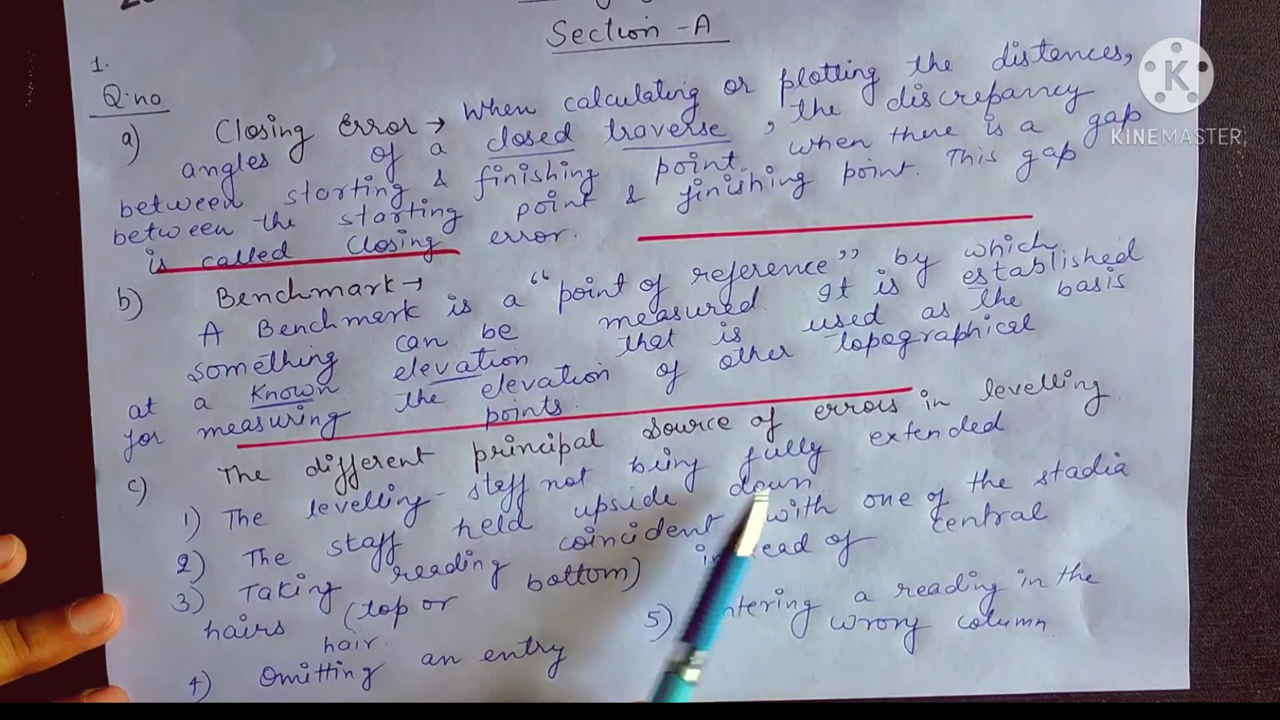 Section - A
1.
Q.no
a) Closing Error → When calculating or plotting the distances,
angles of a closed traverse, the discrepancy
between starting & finishing point. when there is a gap
between the starting point & finishing point. This gap
is called Closing error.
b) Benchmark →
A Benchmark is a "point of reference" by which
something can be measured. It is established
at a known elevation that is used as the basis
for measuring the elevation of other topographical
points.
c) The different principal source of errors in levelling
1) The levelling - staff not being fully extended
2) The staff held upside down
3) Taking reading coincident with one of the stadia
hairs (top or bottom) of central
hair.
4) Omitting an entry
5) a reading in the
wrong column
K
KINEMASTER